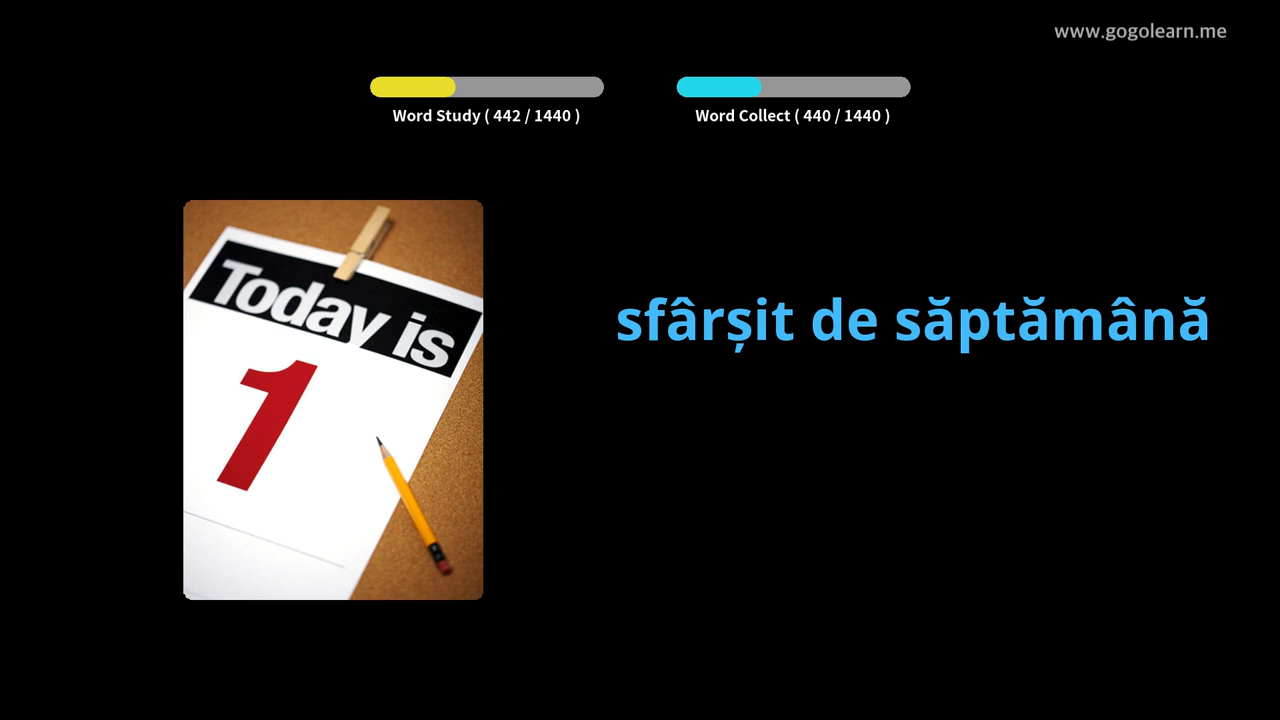 www.gogolearn.me
Word Study ( 442 / 1440 )
Word Collect ( 440 / 1440 )
Today is
1
sfârșit de săptămână